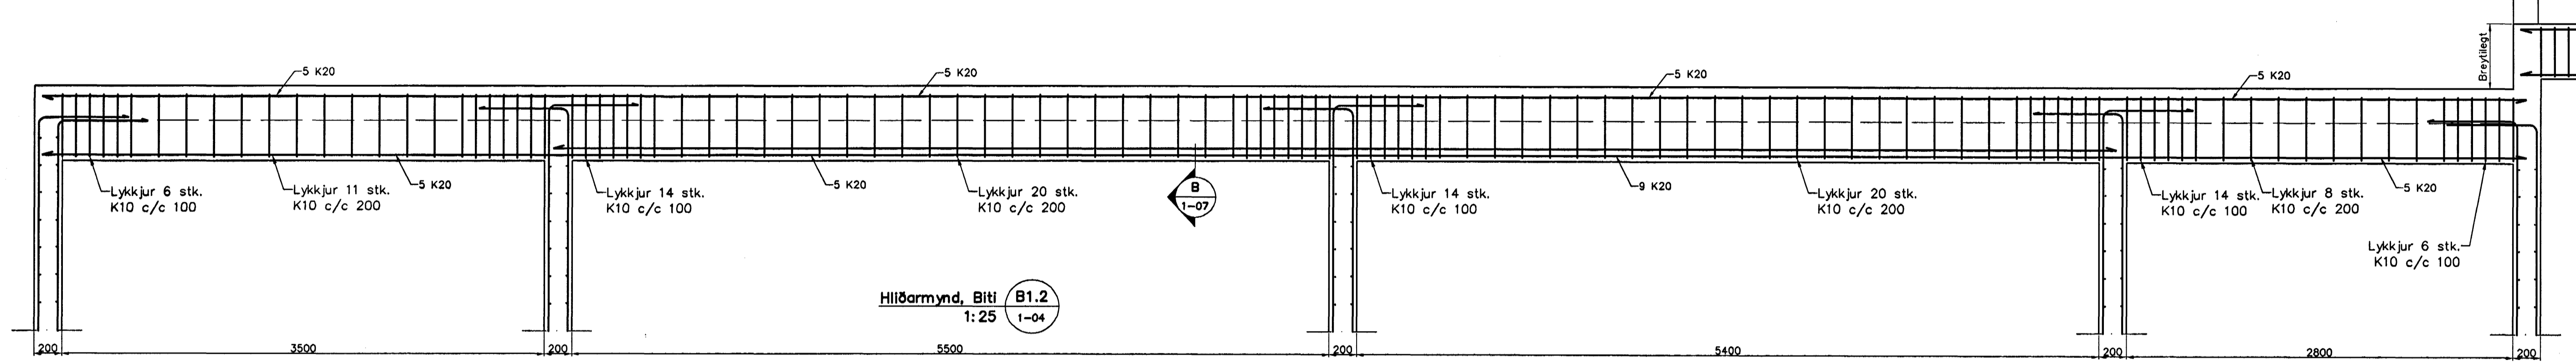 Breytilegt
5 K20
5 K20
5 K20
5 K20
Lykkjur 6 stk.
K10 c/c 100
Lykkjur 11 stk.
K10 c/c 200
5 K20
Lykkjur 14 stk.
K10 c/c 100
5 K20
Lykkjur 20 stk.
K10 c/c 200
B
1-07
Lykkjur 14 stk.
K10 c/c 100
9 K20
Lykkjur 20 stk.
K10 c/c 200
Lykkjur 14 stk.
K10 c/c 100
Lykkjur 8 stk.
K10 c/c 200
5 K20
Lykkjur 6 stk.
K10 c/c 100
Hliðarmynd, Biti B1.2
1:25 1-04
200 3500 200 5500 200 5400 200 2800 200